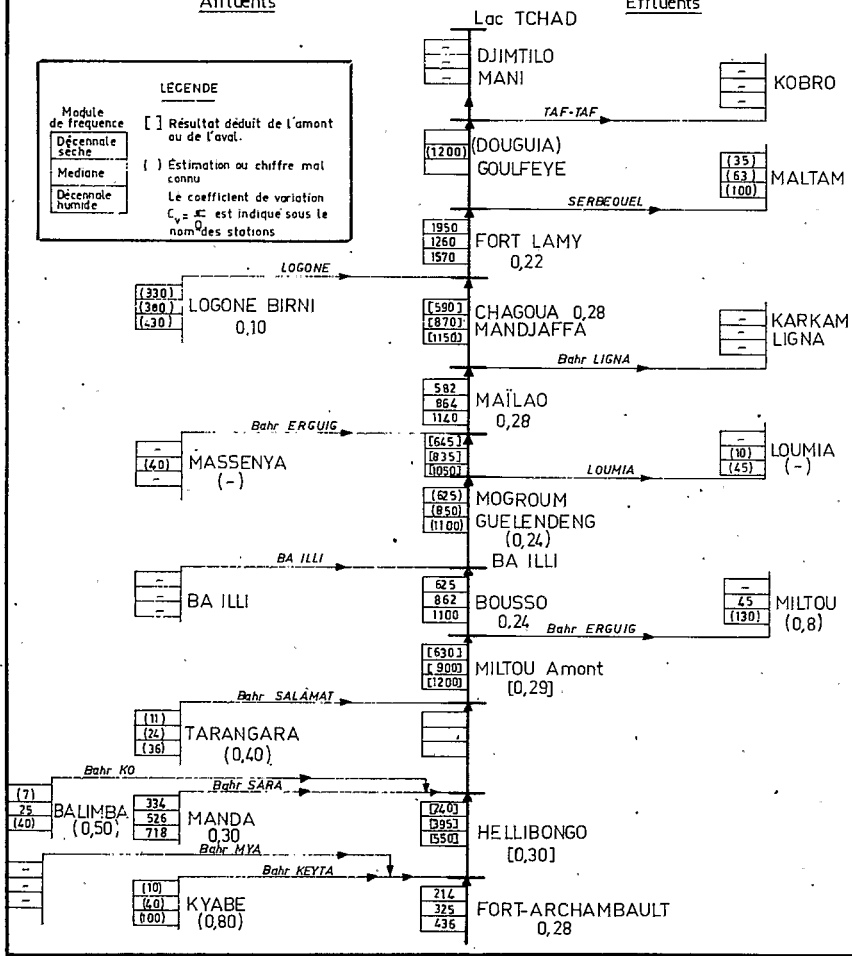 Affluents
Effluents
Lac TCHAD
-
-
-
DJIMTILO
MANI
-
-
-
KOBRO
TAF-TAF
LÉGENDE
Module
de frequence
Décennale
sèche
Mediane
Décennale
humide
[ ] Résultat déduit de l'amont
ou de l'aval.
( ) Estimation ou chiffre mal
connu
Le coefficient de variation
Cv = σ/Q est indiqué sous le
nom des stations
(1200)
(DOUGUIA)
GOULFEYE
(35)
(63)
(100)
MALTAM
SERBEOUEL
1950
1260
1570
FORT LAMY
0,22
LOGONE
(330)
(380)
(430)
LOGONE BIRNI
0,10
[590]
[870]
[1150]
CHAGOUA 0,28
MANDJAFFA
-
-
-
KARKAM
LIGNA
Bahr LIGNA
582
864
1140
MAÏLAO
0,28
Bahr ERGUIG
-
(40)
-
MASSENYA
(-)
[645]
[835]
[1050]
-
(10)
(45)
LOUMIA
(-)
LOUMIA
(625)
(850)
(1100)
MOGROUM
GUELENDENG
(0,24)
BA ILLI
BA ILLI
-
-
-
BA ILLI
625
862
1100
BOUSSO
0,24
-
45
(130)
MILTOU
(0,8)
Bahr ERGUIG
[630]
[900]
[1200]
MILTOU Amont
[0,29]
Bahr SALAMAT
(11)
(24)
(36)
TARANGARA
(0,40)
Bahr KO
Bahr SARA
(7)
25
(40)
BALIMBA
(0,50)
334
526
718
MANDA
0,30
[240]
[395]
[550]
HELLIBONGO
[0,30]
Bahr MYA
-
-
-
Bahr KEYTA
(10)
(40)
(100)
KYABE
(0,80)
214
325
436
FORT-ARCHAMBAULT
0,28